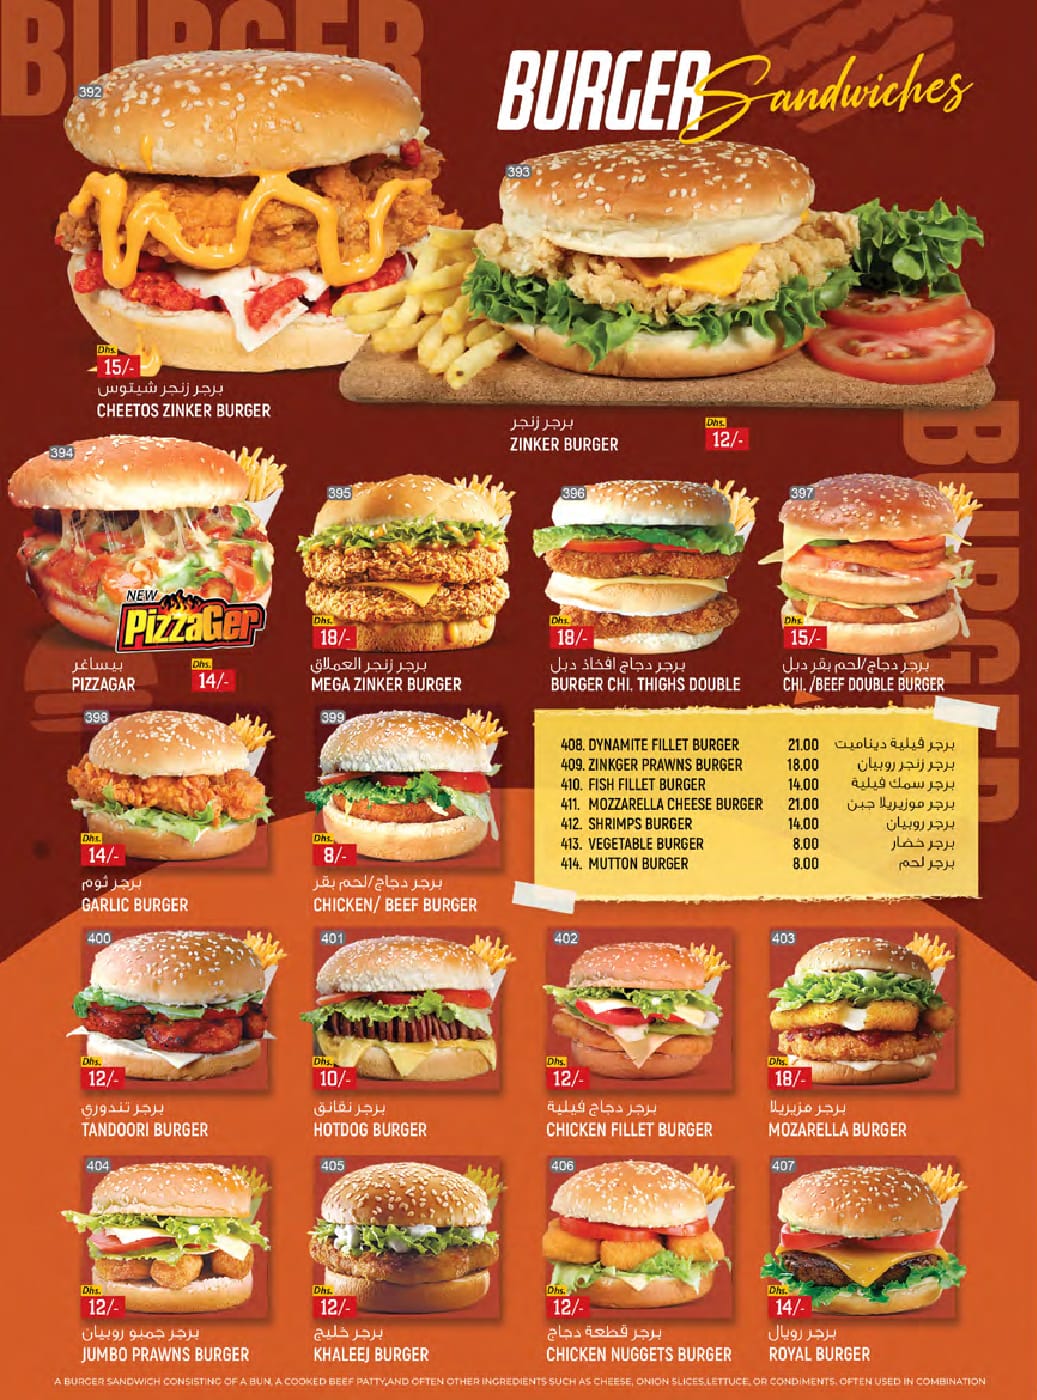 BURGER
BURGER Sandwiches
392
393
Dhs.
15/-
برجر زنجر شيتوس
CHEETOS ZINKER BURGER
برجر زنجر
ZINKER BURGER
Dhs.
12/-
BURGER
394
NEW
PIZZAGER
بيساغر
PIZZAGAR
Dhs.
14/-
395
Dhs.
18/-
برجر زنجر العملاق
MEGA ZINKER BURGER
396
Dhs.
18/-
برجر دجاج افخاذ دبل
BURGER CHI. THIGHS DOUBLE
397
Dhs.
15/-
برجر دجاج/لحم بقر دبل
CHI. /BEEF DOUBLE BURGER
398
Dhs.
14/-
برجر ثوم
GARLIC BURGER
399
Dhs.
8/-
برجر دجاج/لحم بقر
CHICKEN/ BEEF BURGER
408. DYNAMITE FILLET BURGER 21.00 برجر فيلية ديناميت
409. ZINKGER PRAWNS BURGER 18.00 برجر زنجر روبيان
410. FISH FILLET BURGER 14.00 برجر سمك فيلية
411. MOZZARELLA CHEESE BURGER 21.00 برجر موزيريلا جبن
412. SHRIMPS BURGER 14.00 برجر روبيان
413. VEGETABLE BURGER 8.00 برجر خضار
414. MUTTON BURGER 8.00 برجر لحم
400
Dhs.
12/-
برجر تندوري
TANDOORI BURGER
401
Dhs.
10/-
برجر نقانق
HOTDOG BURGER
402
Dhs.
12/-
برجر دجاج فيلية
CHICKEN FILLET BURGER
403
Dhs.
18/-
برجر مزيريلا
MOZARELLA BURGER
404
Dhs.
12/-
برجر جمبو روبيان
JUMBO PRAWNS BURGER
405
Dhs.
12/-
برجر خليج
KHALEEJ BURGER
406
Dhs.
12/-
برجر قطعة دجاج
CHICKEN NUGGETS BURGER
407
Dhs.
14/-
برجر رويال
ROYAL BURGER
A BURGER SANDWICH CONSISTING OF A BUN, A COOKED BEEF PATTY,AND OFTEN OTHER INGREDIENTS SUCH AS CHEESE, ONION SLICES,LETTUCE, OR CONDIMENTS. OFTEN USED IN COMBINATION